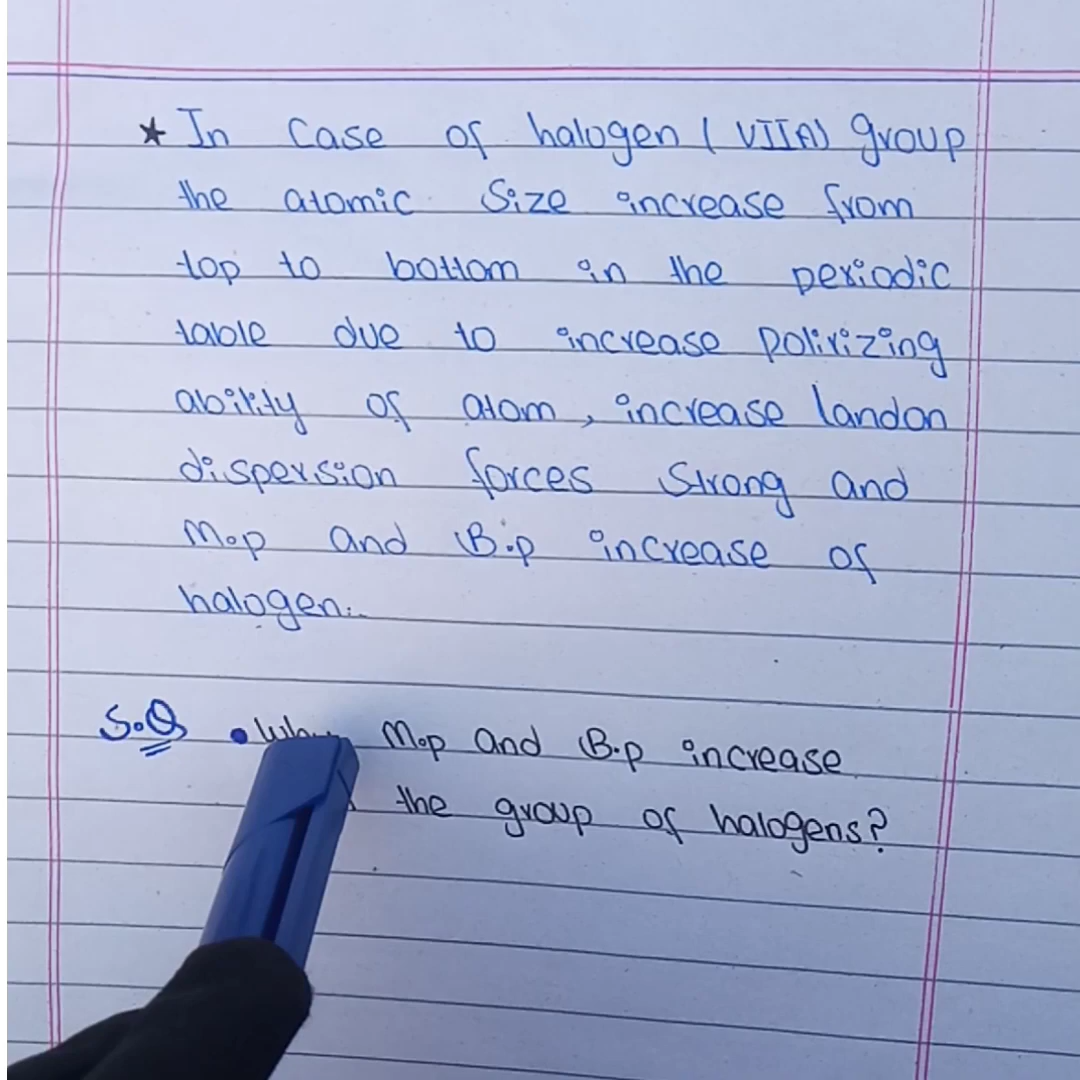 ★ In Case of halogen (VIIA) group
the atomic Size increase from
top to bottom in the periodic
table due to increase polirizing
ability of atom, increase landon
dispersion forces Strong and
M.p and B.p increase of
halogen..
S.Q • M.p and B.p increase
the group of halogens?